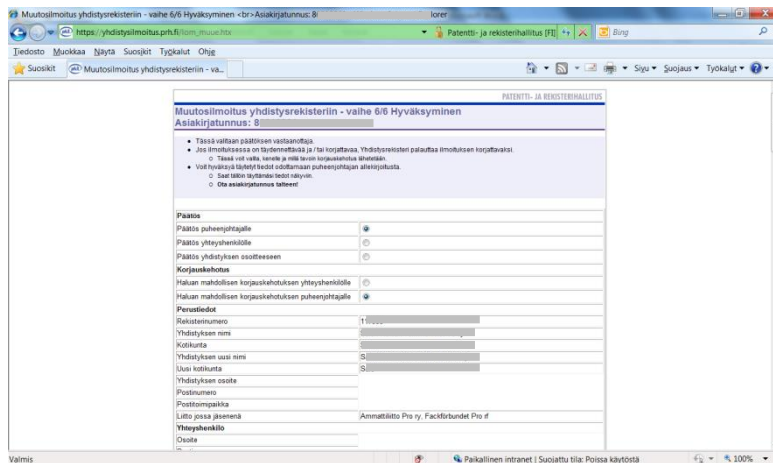 Muutosilmoitus yhdistysrekisteriin - vaihe 6/6 Hyväksyminen <br>Asiakirjatunnus: 8
lorer
https://yhdistysilmoitus.prh.fi/lom_muue.htx
Patentti- ja rekisterihallitus [FI]
Bing
Tiedosto Muokkaa Näytä Suosikit Työkalut Ohje
Suosikit
Muutosilmoitus yhdistysrekisteriin - va...
Sivu
Suojaus
Työkalut
PATENTTI- JA REKISTERIHALLITUS
Muutosilmoitus yhdistysrekisteriin - vaihe 6/6 Hyväksyminen
Asiakirjatunnus: 8
• Tässä valitaan päätöksen vastaanottaja.
• Jos ilmoituksessa on täydennettävää ja / tai korjattavaa, Yhdistysrekisteri palauttaa ilmoituksen korjattavaksi.
o Tässä voit valita, kenelle ja millä tavoin korjauskehotus lähetetään.
• Voit hyväksyä täytetyt tiedot odottamaan puheenjohtajan allekirjoitusta.
o Saat tällöin täyttämäsi tiedot näkyviin.
o Ota asiakirjatunnus talteen!
Päätös
Päätös puheenjohtajalle
Päätös yhteyshenkilölle
Päätös yhdistyksen osoitteeseen
Korjauskehotus
Haluan mahdollisen korjauskehotuksen yhteyshenkilölle
Haluan mahdollisen korjauskehotuksen puheenjohtajalle
Perustiedot
Rekisterinumero
Yhdistyksen nimi
Kotikunta
Yhdistyksen uusi nimi S
Uusi kotikunta S
Yhdistyksen osoite
Postinumero
Postitoimipaikka
Liitto jossa jäsenenä Ammattiliitto Pro ry, Fackförbundet Pro rf
Yhteyshenkilo
Osoite
Valmis
Paikallinen intranet | Suojattu tila: Poissa käytöstä
100%